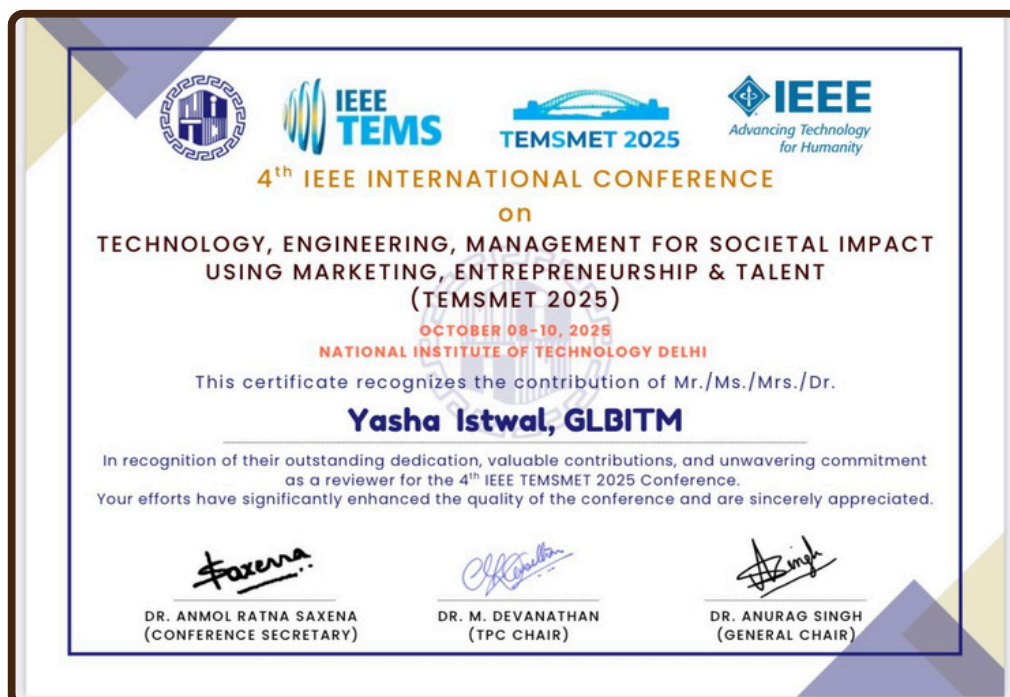 IEEE
TEMS
TEMSMET 2025
IEEE
Advancing Technology
for Humanity
4th IEEE INTERNATIONAL CONFERENCE
on
TECHNOLOGY, ENGINEERING, MANAGEMENT FOR SOCIETAL IMPACT
USING MARKETING, ENTREPRENEURSHIP & TALENT
(TEMSMET 2025)
OCTOBER 08-10, 2025
NATIONAL INSTITUTE OF TECHNOLOGY DELHI
This certificate recognizes the contribution of Mr./Ms./Mrs./Dr.
Yasha Istwal, GLBITM
In recognition of their outstanding dedication, valuable contributions, and unwavering commitment
as a reviewer for the 4th IEEE TEMSMET 2025 Conference.
Your efforts have significantly enhanced the quality of the conference and are sincerely appreciated.
Saxena
ASingh
DR. ANMOL RATNA SAXENA
(CONFERENCE SECRETARY)
DR. M. DEVANATHAN
(TPC CHAIR)
DR. ANURAG SINGH
(GENERAL CHAIR)